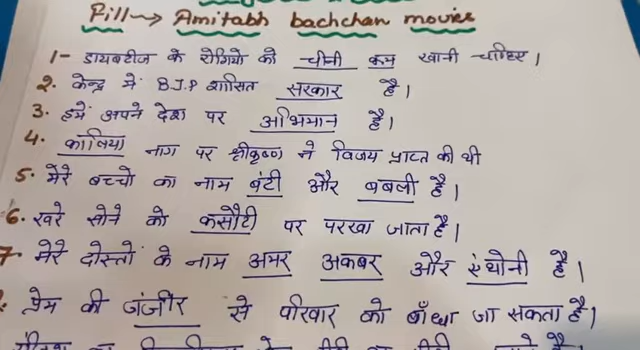 Fill → Amitabh bachchan movies
1- डायबटीज के रोगियो को चीनी कम खानी चाहिए।
2. केन्द्र में B.J.P शासित सरकार है।
3. हमें अपने देश पर अभिमान है।
4. कालिया नाग पर श्रीकृष्ण ने विजय प्राप्त की थी
5. मेरे बच्चो का नाम बंटी और बबली है।
6. खरे सोने को कसौटी पर परखा जाता है।
7. मेरे दोस्तों के नाम अमर अकबर और एंथोनी है।
प्रेम की जंजीर से परिवार को बाँधा जा सकता है।